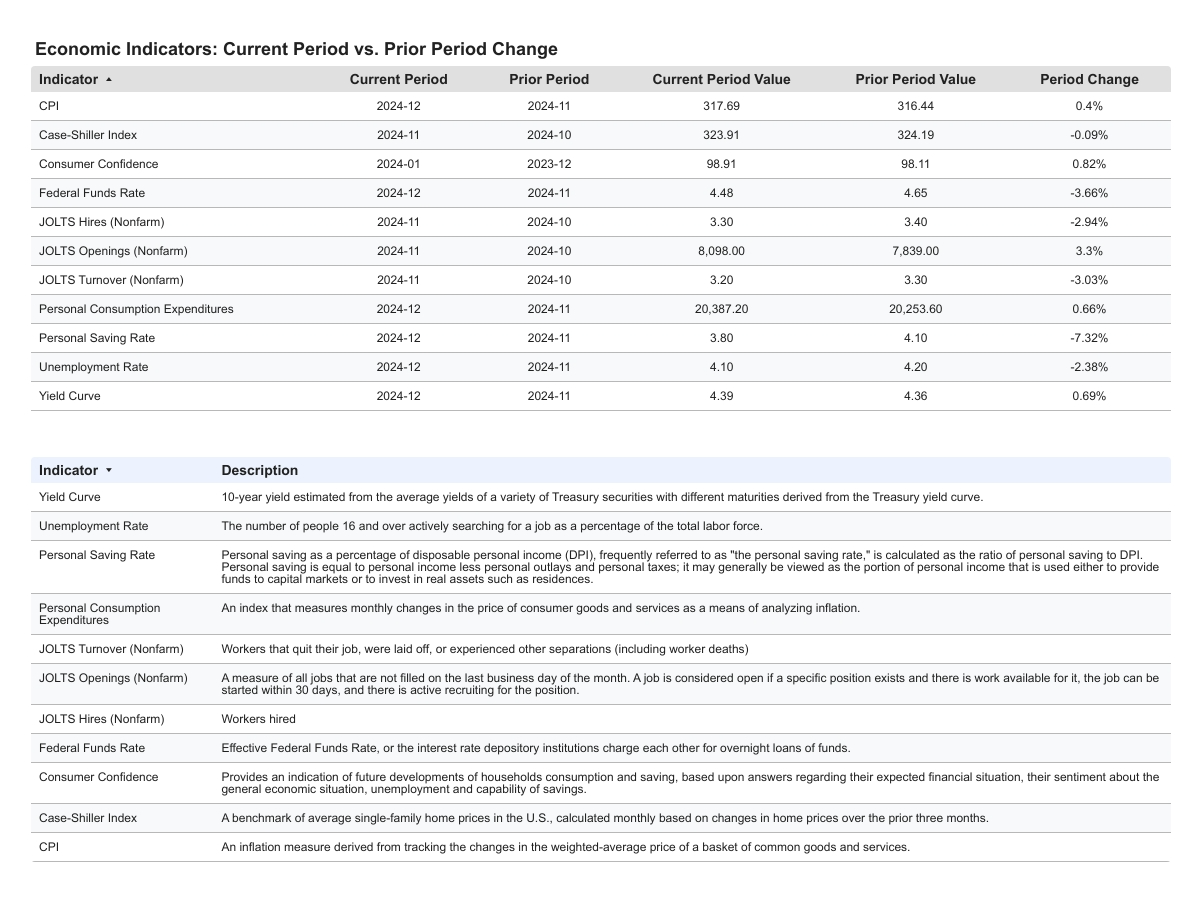 Economic Indicators: Current Period vs. Prior Period Change
Indicator ▲ Current Period Prior Period Current Period Value Prior Period Value Period Change
CPI 2024-12 2024-11 317.69 316.44 0.4%
Case-Shiller Index 2024-11 2024-10 323.91 324.19 -0.09%
Consumer Confidence 2024-01 2023-12 98.91 98.11 0.82%
Federal Funds Rate 2024-12 2024-11 4.48 4.65 -3.66%
JOLTS Hires (Nonfarm) 2024-11 2024-10 3.30 3.40 -2.94%
JOLTS Openings (Nonfarm) 2024-11 2024-10 8,098.00 7,839.00 3.3%
JOLTS Turnover (Nonfarm) 2024-11 2024-10 3.20 3.30 -3.03%
Personal Consumption Expenditures 2024-12 2024-11 20,387.20 20,253.60 0.66%
Personal Saving Rate 2024-12 2024-11 3.80 4.10 -7.32%
Unemployment Rate 2024-12 2024-11 4.10 4.20 -2.38%
Yield Curve 2024-12 2024-11 4.39 4.36 0.69%
Indicator ▼ Description
Yield Curve 10-year yield estimated from the average yields of a variety of Treasury securities with different maturities derived from the Treasury yield curve.
Unemployment Rate The number of people 16 and over actively searching for a job as a percentage of the total labor force.
Personal Saving Rate Personal saving as a percentage of disposable personal income (DPI), frequently referred to as "the personal saving rate," is calculated as the ratio of personal saving to DPI.
Personal saving is equal to personal income less personal outlays and personal taxes; it may generally be viewed as the portion of personal income that is used either to provide
funds to capital markets or to invest in real assets such as residences.
Personal Consumption An index that measures monthly changes in the price of consumer goods and services as a means of analyzing inflation.
Expenditures
JOLTS Turnover (Nonfarm) Workers that quit their job, were laid off, or experienced other separations (including worker deaths)
JOLTS Openings (Nonfarm) A measure of all jobs that are not filled on the last business day of the month. A job is considered open if a specific position exists and there is work available for it, the job can be
started within 30 days, and there is active recruiting for the position.
JOLTS Hires (Nonfarm) Workers hired
Federal Funds Rate Effective Federal Funds Rate, or the interest rate depository institutions charge each other for overnight loans of funds.
Consumer Confidence Provides an indication of future developments of households consumption and saving, based upon answers regarding their expected financial situation, their sentiment about the
general economic situation, unemployment and capability of savings.
Case-Shiller Index A benchmark of average single-family home prices in the U.S., calculated monthly based on changes in home prices over the prior three months.
CPI An inflation measure derived from tracking the changes in the weighted-average price of a basket of common goods and services.